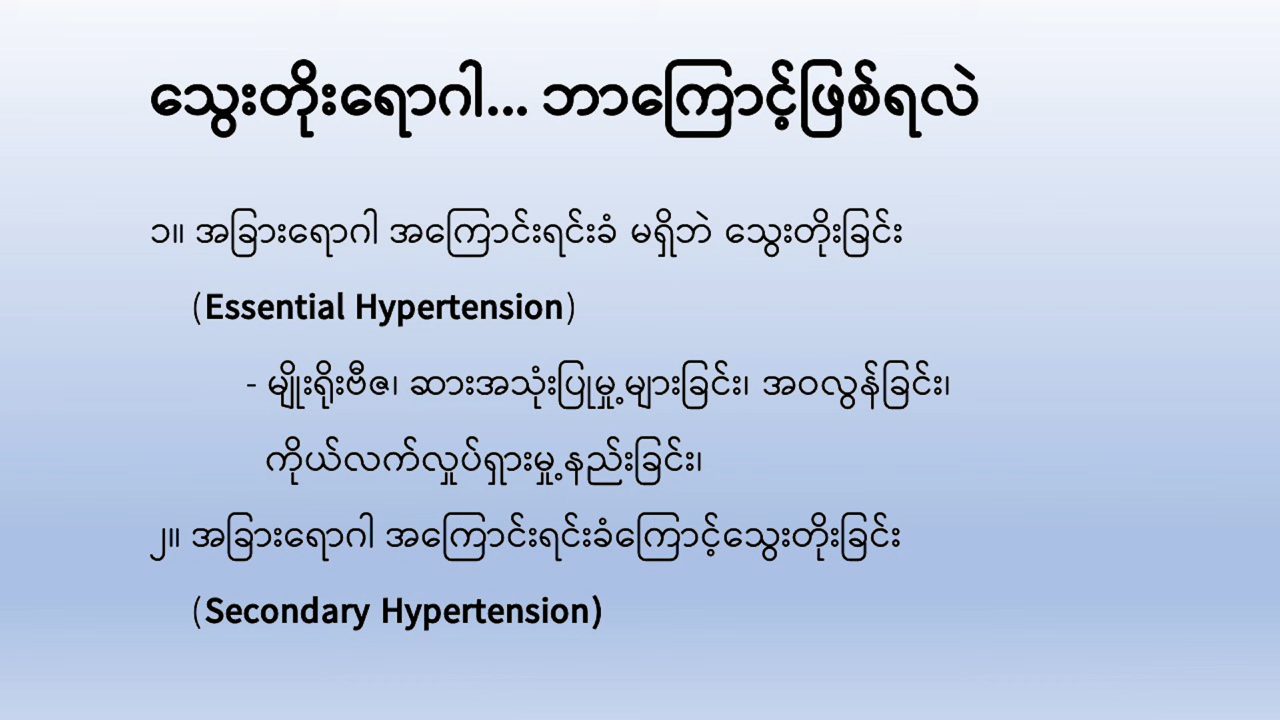 သွေးတိုးရောဂါ... ဘာကြောင့်ဖြစ်ရလဲ
၁။ အခြားရောဂါ အကြောင်းရင်းခံ မရှိဘဲ သွေးတိုးခြင်း
(Essential Hypertension)
- မျိုးရိုးဗီဇ၊ ဆားအသုံးပြုမှု့များခြင်း၊ အဝလွန်ခြင်း၊
ကိုယ်လက်လှုပ်ရှားမှု့နည်းခြင်း၊
၂။ အခြားရောဂါ အကြောင်းရင်းခံကြောင့်သွေးတိုးခြင်း
(Secondary Hypertension)